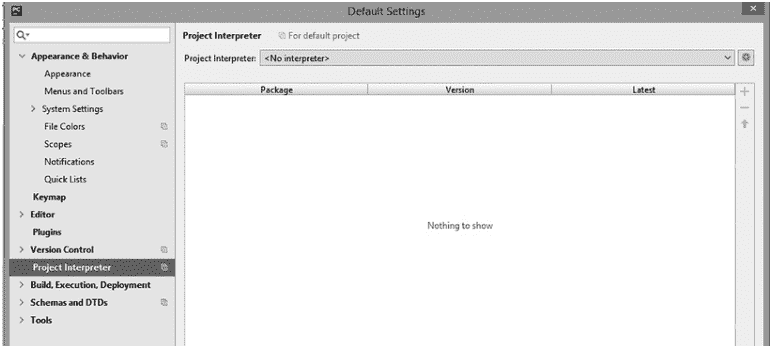 PC
Default Settings
Appearance & Behavior
Appearance
Menus and Toolbars
System Settings
File Colors
Scopes
Notifications
Quick Lists
Keymap
Editor
Plugins
Version Control
Project Interpreter
Build, Execution, Deployment
Schemas and DTDs
Tools
Project Interpreter For default project
Project Interpreter: <No interpreter>
Package Version Latest
Nothing to show